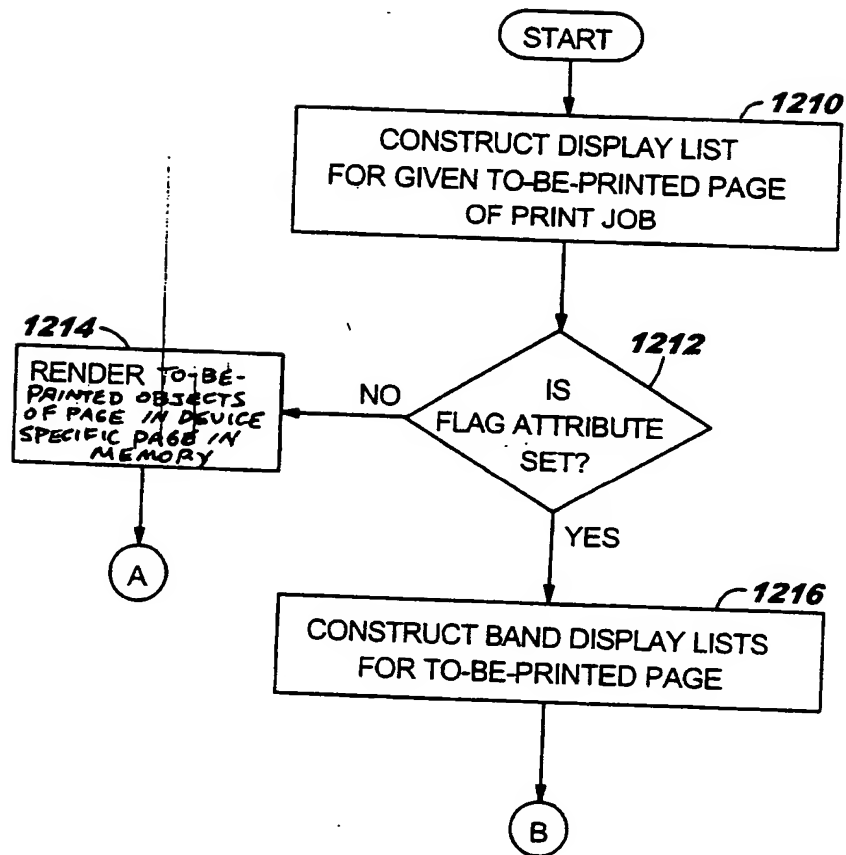 START
1210
CONSTRUCT DISPLAY LIST
FOR GIVEN TO-BE-PRINTED PAGE
OF PRINT JOB
1212
IS
FLAG ATTRIBUTE
SET?
NO
1214
RENDER TO-BE-
PRINTED OBJECTS
OF PAGE IN DEVICE
SPECIFIC PAGE IN
MEMORY
A
YES
1216
CONSTRUCT BAND DISPLAY LISTS
FOR TO-BE-PRINTED PAGE
B